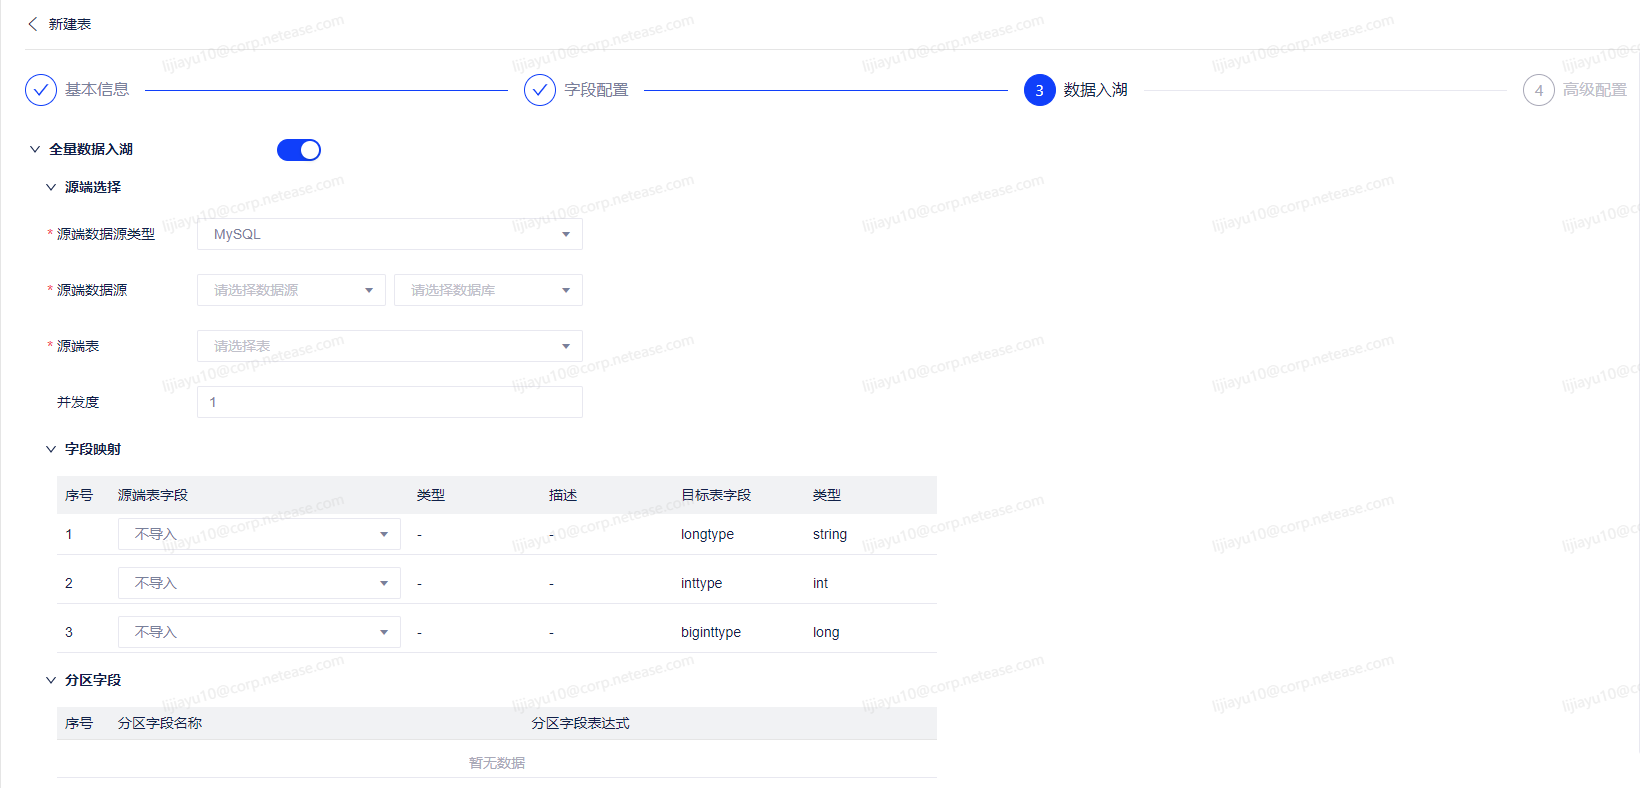 新建表
基本信息 字段配置 3 数据入湖 4 高级配置
全量数据入湖
源端选择
* 源端数据源类型 MySQL
* 源端数据源 请选择数据源 请选择数据库
* 源端表 请选择表
并发度 1
字段映射
序号 源端表字段 类型 描述 目标表字段 类型
1 不导入 - - longtype string
2 不导入 - - inttype int
3 不导入 - - biginttype long
分区字段
序号 分区字段名称 分区字段表达式
暂无数据
lijiayu10@corp.netease.com